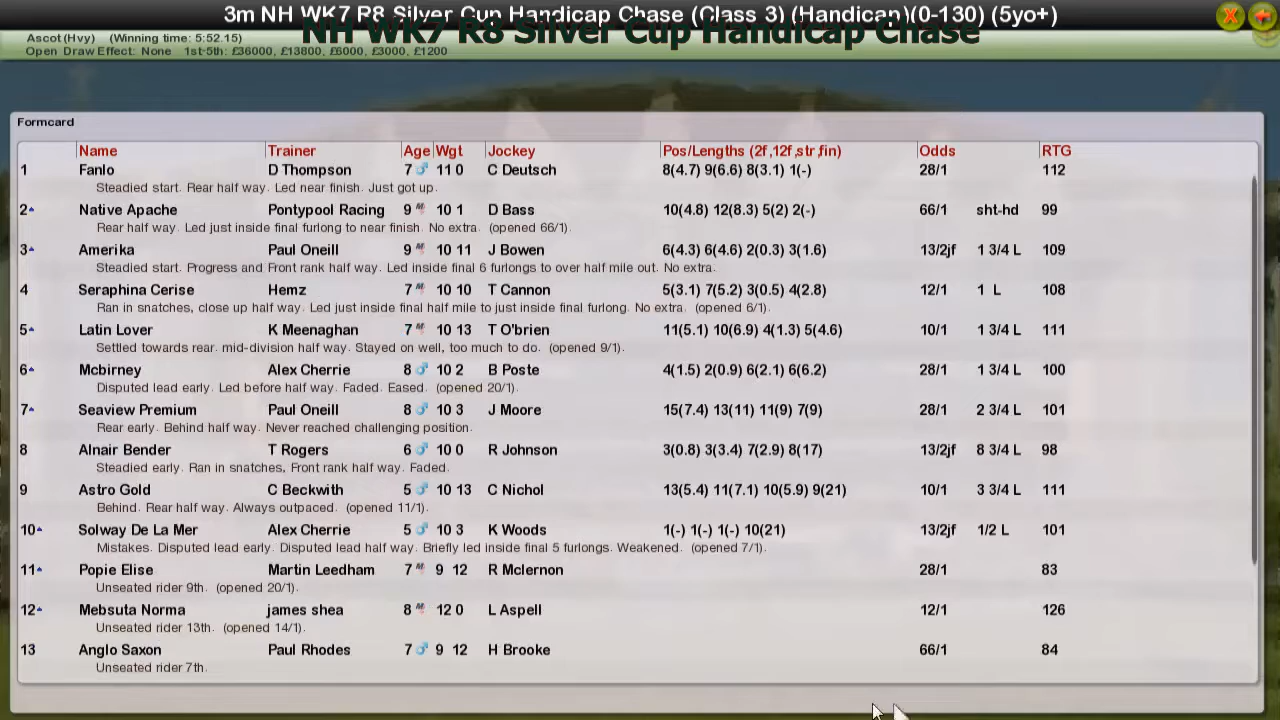 3m NH WK7 R8 Silver Cup Handicap Chase (Class 3) (Handicap)(0-130) (5yo+)
NH WK7 R8 Silver Cup Handicap Chase
Ascot (Hvy) (Winning time: 5:52.15)
Open Draw Effect: None 1st-5th: £36000, £13800, £6000, £3000, £1200
Formcard
Name Trainer Age Wgt Jockey Pos/Lengths (2f,12f,str,fin) Odds RTG
1 Fanlo D Thompson 7 11 0 C Deutsch 8(4.7) 9(6.6) 8(3.1) 1(-) 28/1 112
Steadied start. Rear half way. Led near finish. Just got up.
2 Native Apache Pontypool Racing 9 10 1 D Bass 10(4.8) 12(8.3) 5(2) 2(-) 66/1 sht-hd 99
Rear half way. Led just inside final furlong to near finish. No extra. (opened 66/1).
3 Amerika Paul Oneill 9 10 11 J Bowen 6(4.3) 6(4.6) 2(0.3) 3(1.6) 13/2jf 1 3/4 L 109
Steadied start. Progress and Front rank half way. Led inside final 6 furlongs to over half mile out. No extra.
4 Seraphina Cerise Hemz 7 10 10 T Cannon 5(3.1) 7(5.2) 3(0.5) 4(2.8) 12/1 1 L 108
Ran in snatches, close up half way. Led just inside final half mile to just inside final furlong. No extra. (opened 6/1).
5 Latin Lover K Meenaghan 7 10 13 T O'brien 11(5.1) 10(6.9) 4(1.3) 5(4.6) 10/1 1 3/4 L 111
Settled towards rear. mid-division half way. Stayed on well, too much to do. (opened 9/1).
6 Mcbirney Alex Cherrie 8 10 2 B Poste 4(1.5) 2(0.9) 6(2.1) 6(6.2) 28/1 1 3/4 L 100
Disputed lead early. Led before half way. Faded. Eased. (opened 20/1).
7 Seaview Premium Paul Oneill 8 10 3 J Moore 15(7.4) 13(11) 11(9) 7(9) 28/1 2 3/4 L 101
Rear early. Behind half way. Never reached challenging position.
8 Alnair Bender T Rogers 6 10 0 R Johnson 3(0.8) 3(3.4) 7(2.9) 8(17) 13/2jf 8 3/4 L 98
Steadied early. Ran in snatches, Front rank half way. Faded.
9 Astro Gold C Beckwith 5 10 13 C Nichol 13(5.4) 11(7.1) 10(5.9) 9(21) 10/1 3 3/4 L 111
Behind. Rear half way. Always outpaced. (opened 11/1).
10 Solway De La Mer Alex Cherrie 5 10 3 K Woods 1(-) 1(-) 1(-) 10(21) 13/2jf 1/2 L 101
Mistakes. Disputed lead early. Disputed lead half way. Briefly led inside final 5 furlongs. Weakened. (opened 7/1).
11 Popie Elise Martin Leedham 7 9 12 R Mclernon 28/1 83
Unseated rider 9th. (opened 20/1).
12 Mebsuta Norma james shea 8 12 0 L Aspell 12/1 126
Unseated rider 13th. (opened 14/1).
13 Anglo Saxon Paul Rhodes 7 9 12 H Brooke 66/1 84
Unseated rider 7th.